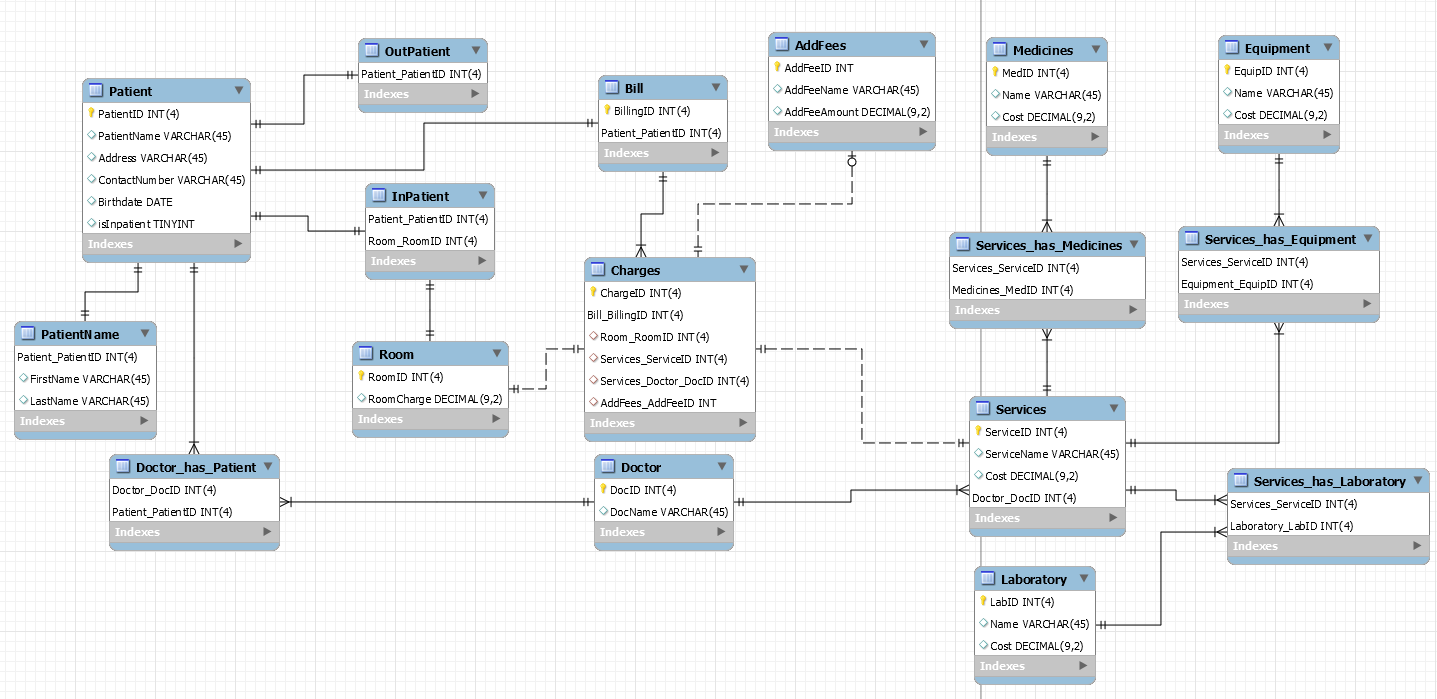 OutPatient
Patient_PatientID INT(4)
Indexes
Patient
PatientID INT(4)
PatientName VARCHAR(45)
Address VARCHAR(45)
ContactNumber VARCHAR(45)
Birthdate DATE
isInpatient TINYINT
Indexes
Bill
BillingID INT(4)
Patient_PatientID INT(4)
Indexes
AddFees
AddFeeID INT
AddFeeName VARCHAR(45)
AddFeeAmount DECIMAL(9,2)
Indexes
Medicines
MedID INT(4)
Name VARCHAR(45)
Cost DECIMAL(9,2)
Indexes
Equipment
EquipID INT(4)
Name VARCHAR(45)
Cost DECIMAL(9,2)
Indexes
InPatient
Patient_PatientID INT(4)
Room_RoomID INT(4)
Indexes
Services_has_Medicines
Services_ServiceID INT(4)
Medicines_MedID INT(4)
Indexes
Services_has_Equipment
Services_ServiceID INT(4)
Equipment_EquipID INT(4)
Indexes
Charges
ChargeID INT(4)
Bill_BillingID INT(4)
Room_RoomID INT(4)
Services_ServiceID INT(4)
Services_Doctor_DocID INT(4)
AddFees_AddFeeID INT
Indexes
PatientName
Patient_PatientID INT(4)
FirstName VARCHAR(45)
LastName VARCHAR(45)
Indexes
Room
RoomID INT(4)
RoomCharge DECIMAL(9,2)
Indexes
Services
ServiceID INT(4)
ServiceName VARCHAR(45)
Cost DECIMAL(9,2)
Doctor_DocID INT(4)
Indexes
Doctor_has_Patient
Doctor_DocID INT(4)
Patient_PatientID INT(4)
Indexes
Doctor
DocID INT(4)
DocName VARCHAR(45)
Indexes
Services_has_Laboratory
Services_ServiceID INT(4)
Laboratory_LabID INT(4)
Indexes
Laboratory
LabID INT(4)
Name VARCHAR(45)
Cost DECIMAL(9,2)
Indexes